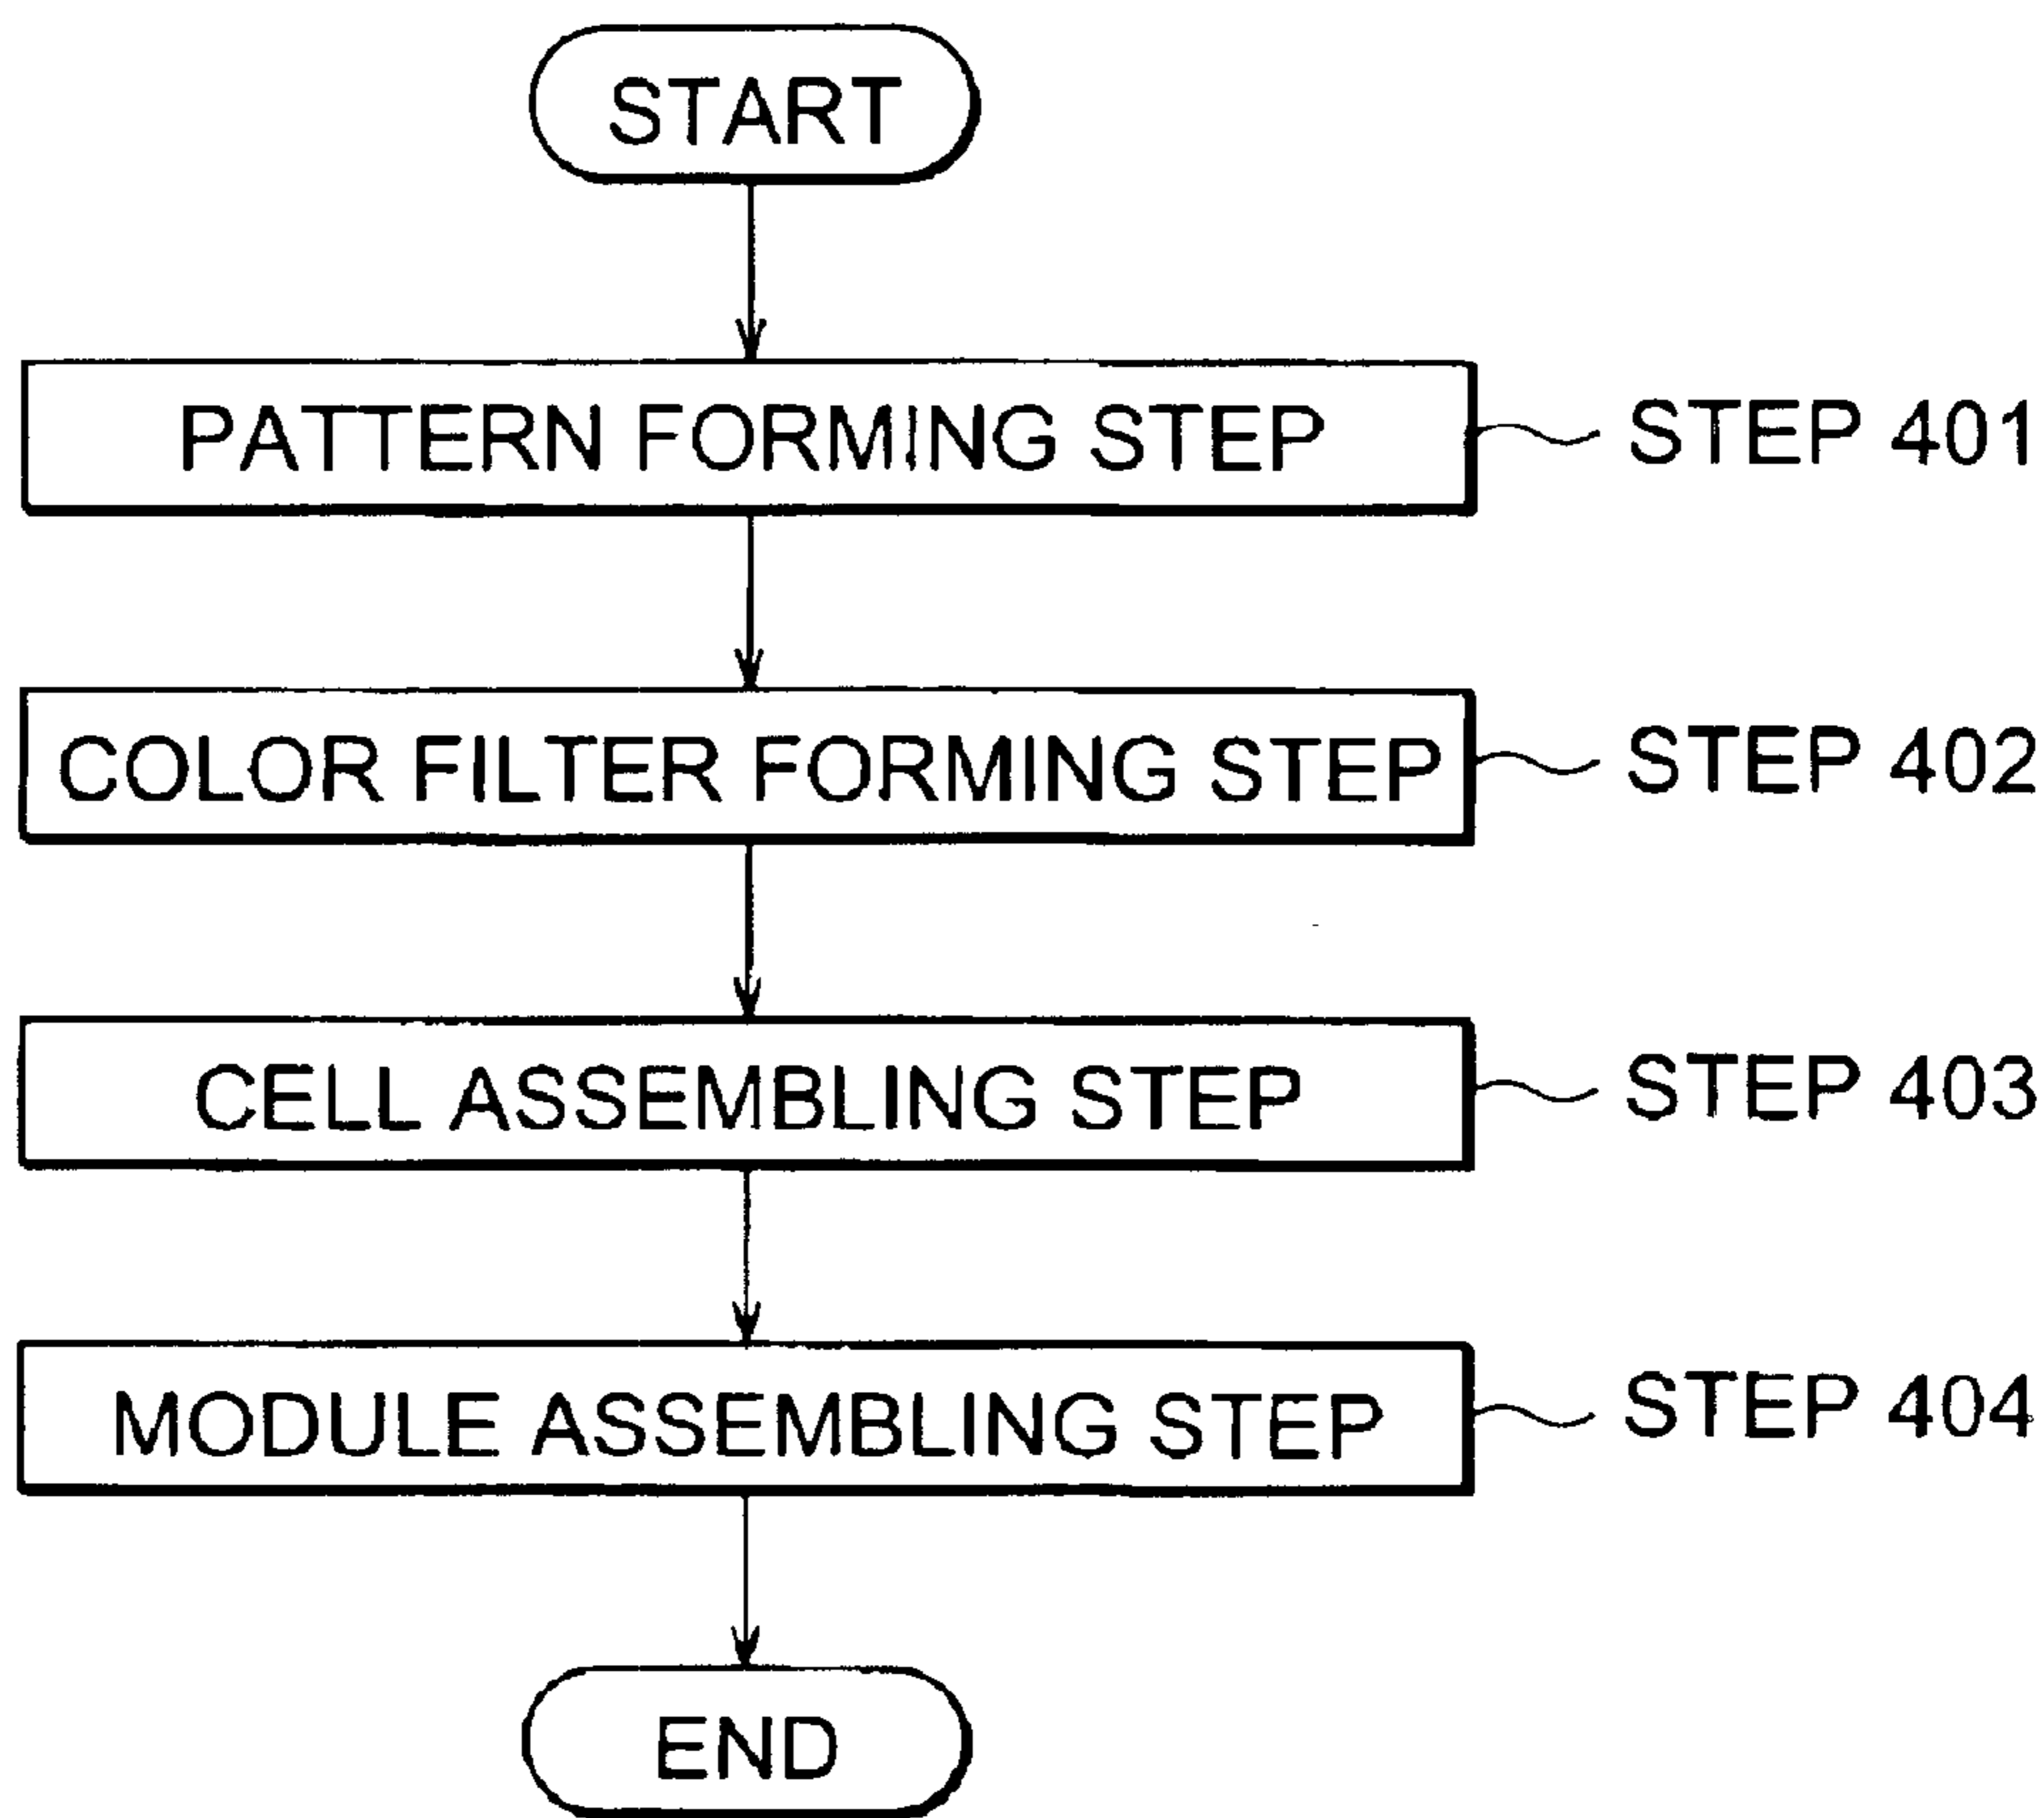 START
PATTERN FORMING STEP STEP 401
COLOR FILTER FORMING STEP STEP 402
CELL ASSEMBLING STEP STEP 403
MODULE ASSEMBLING STEP STEP 404
END